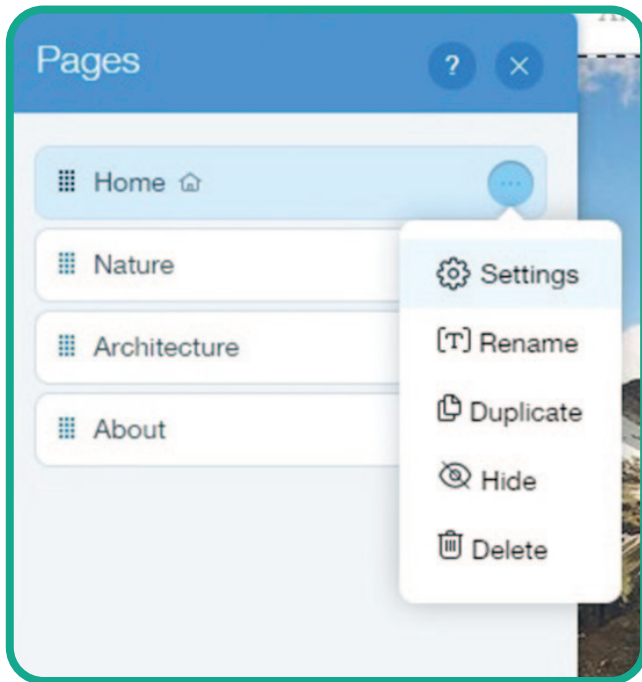 Pages
?
Home
Nature
Architecture
About
Settings
[T] Rename
Duplicate
Hide
Delete